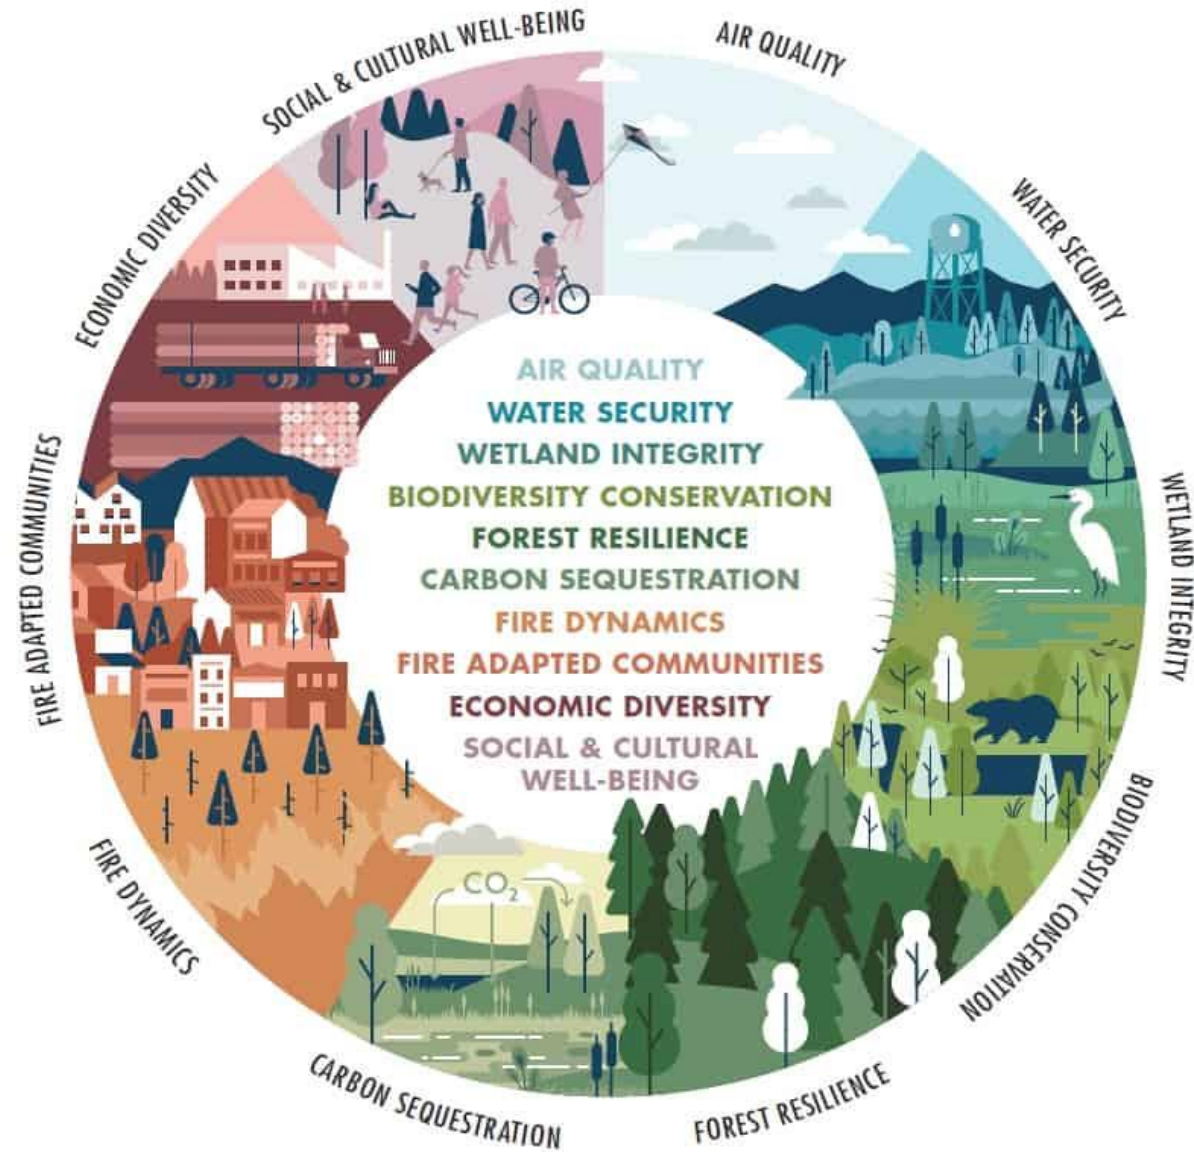 SOCIAL & CULTURAL WELL-BEING
AIR QUALITY
WATER SECURITY
WETLAND INTEGRITY
BIODIVERSITY CONSERVATION
FOREST RESILIENCE
CARBON SEQUESTRATION
FIRE DYNAMICS
FIRE ADAPTED COMMUNITIES
ECONOMIC DIVERSITY
AIR QUALITY
WATER SECURITY
WETLAND INTEGRITY
BIODIVERSITY CONSERVATION
FOREST RESILIENCE
CARBON SEQUESTRATION
FIRE DYNAMICS
FIRE ADAPTED COMMUNITIES
ECONOMIC DIVERSITY
SOCIAL & CULTURAL
WELL-BEING
CO₂